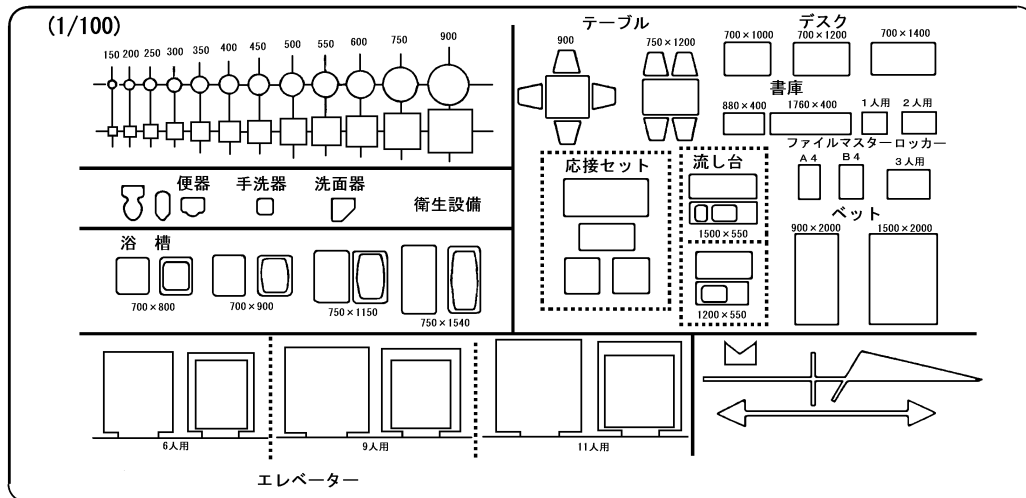 (1/100)
150 200 250 300 350 400 450 500 550 600 750 900
便器 手洗器 洗面器
衛生設備
浴槽
700×800
700×900
750×1150
750×1540
テーブル
900
750×1200
デスク
700×1000 700×1200 700×1400
書庫
880×400 1760×400 1人用 2人用
ファイルマスター ロッカー
A4 B4 3人用
応接セット
流し台
1500×550
1200×550
ベット
900×2000 1500×2000
6人用 9人用 11人用
エレベーター